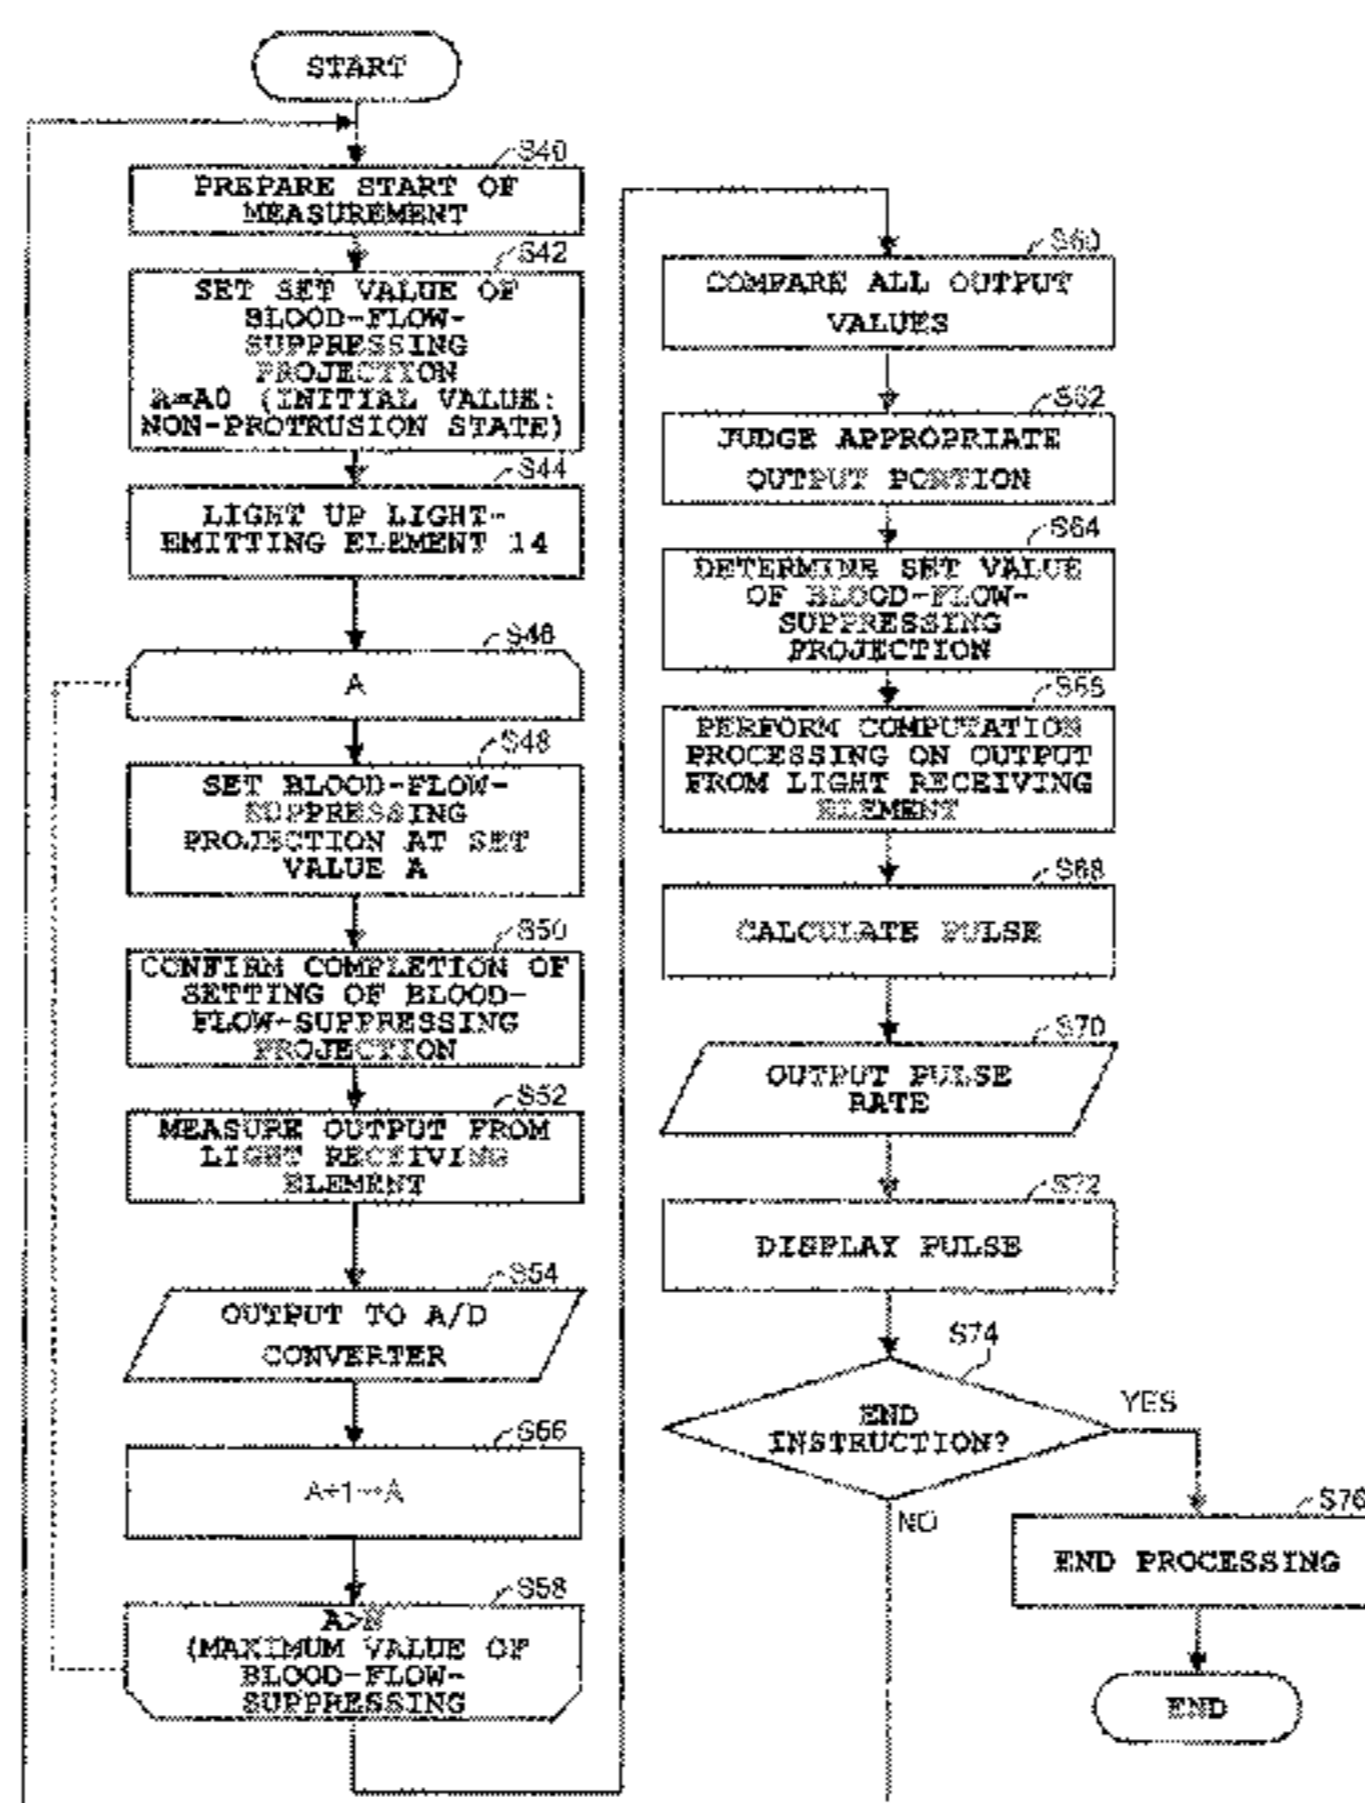 START
S40
PREPARE START OF
MEASUREMENT
S42
SET SET VALUE OF
BLOOD-FLOW-
SUPPRESSING
PROJECTION
A=A0 (INITIAL VALUE:
NON-PROTRUSION STATE)
S44
LIGHT UP LIGHT-
EMITTING ELEMENT 14
S46
A
S48
SET BLOOD-FLOW-
SUPPRESSING
PROJECTION AT SET
VALUE A
S50
CONFIRM COMPLETION OF
SETTING OF BLOOD-
FLOW-SUPPRESSING
PROJECTION
S52
MEASURE OUTPUT FROM
LIGHT RECEIVING
ELEMENT
S54
OUTPUT TO A/D
CONVERTER
S56
A+1→A
S58
A>N
(MAXIMUM VALUE OF
BLOOD-FLOW-
SUPPRESSING
S60
COMPARE ALL OUTPUT
VALUES
S62
JUDGE APPROPRIATE
OUTPUT PORTION
S64
DETERMINE SET VALUE
OF BLOOD-FLOW-
SUPPRESSING
PROJECTION
S66
PERFORM COMPUTATION
PROCESSING ON OUTPUT
FROM LIGHT RECEIVING
ELEMENT
S68
CALCULATE PULSE
S70
OUTPUT PULSE
RATE
S72
DISPLAY PULSE
S74
END
INSTRUCTION?
YES
NO
S76
END PROCESSING
END